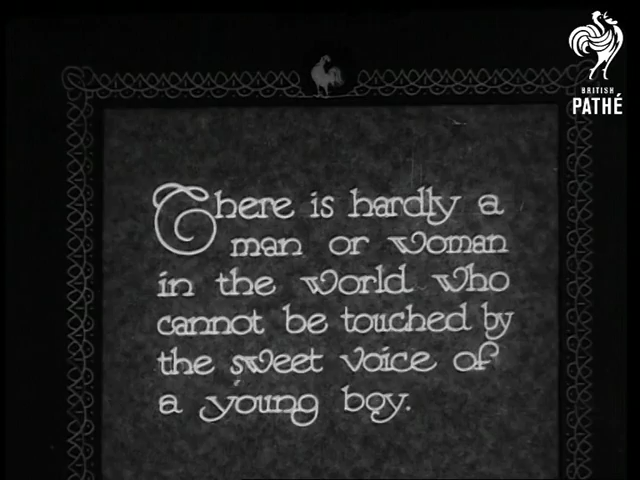 BRITISH
PATHÉ
There is hardly a
man or woman
in the world who
cannot be touched by
the sweet voice of
a young boy.